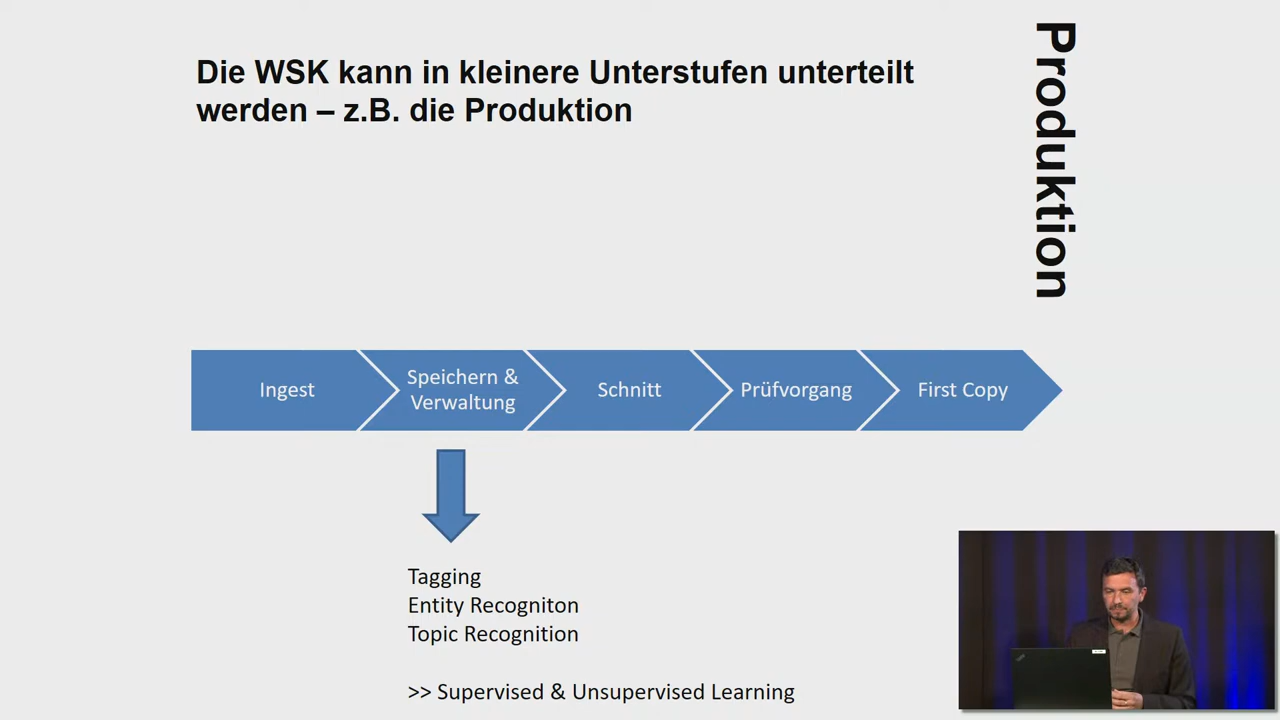 Die WSK kann in kleinere Unterstufen unterteilt
werden – z.B. die Produktion
Produktion
Ingest
Speichern &
Verwaltung
Schnitt
Prüfvorgang
First Copy
Tagging
Entity Recogniton
Topic Recognition
>> Supervised & Unsupervised Learning